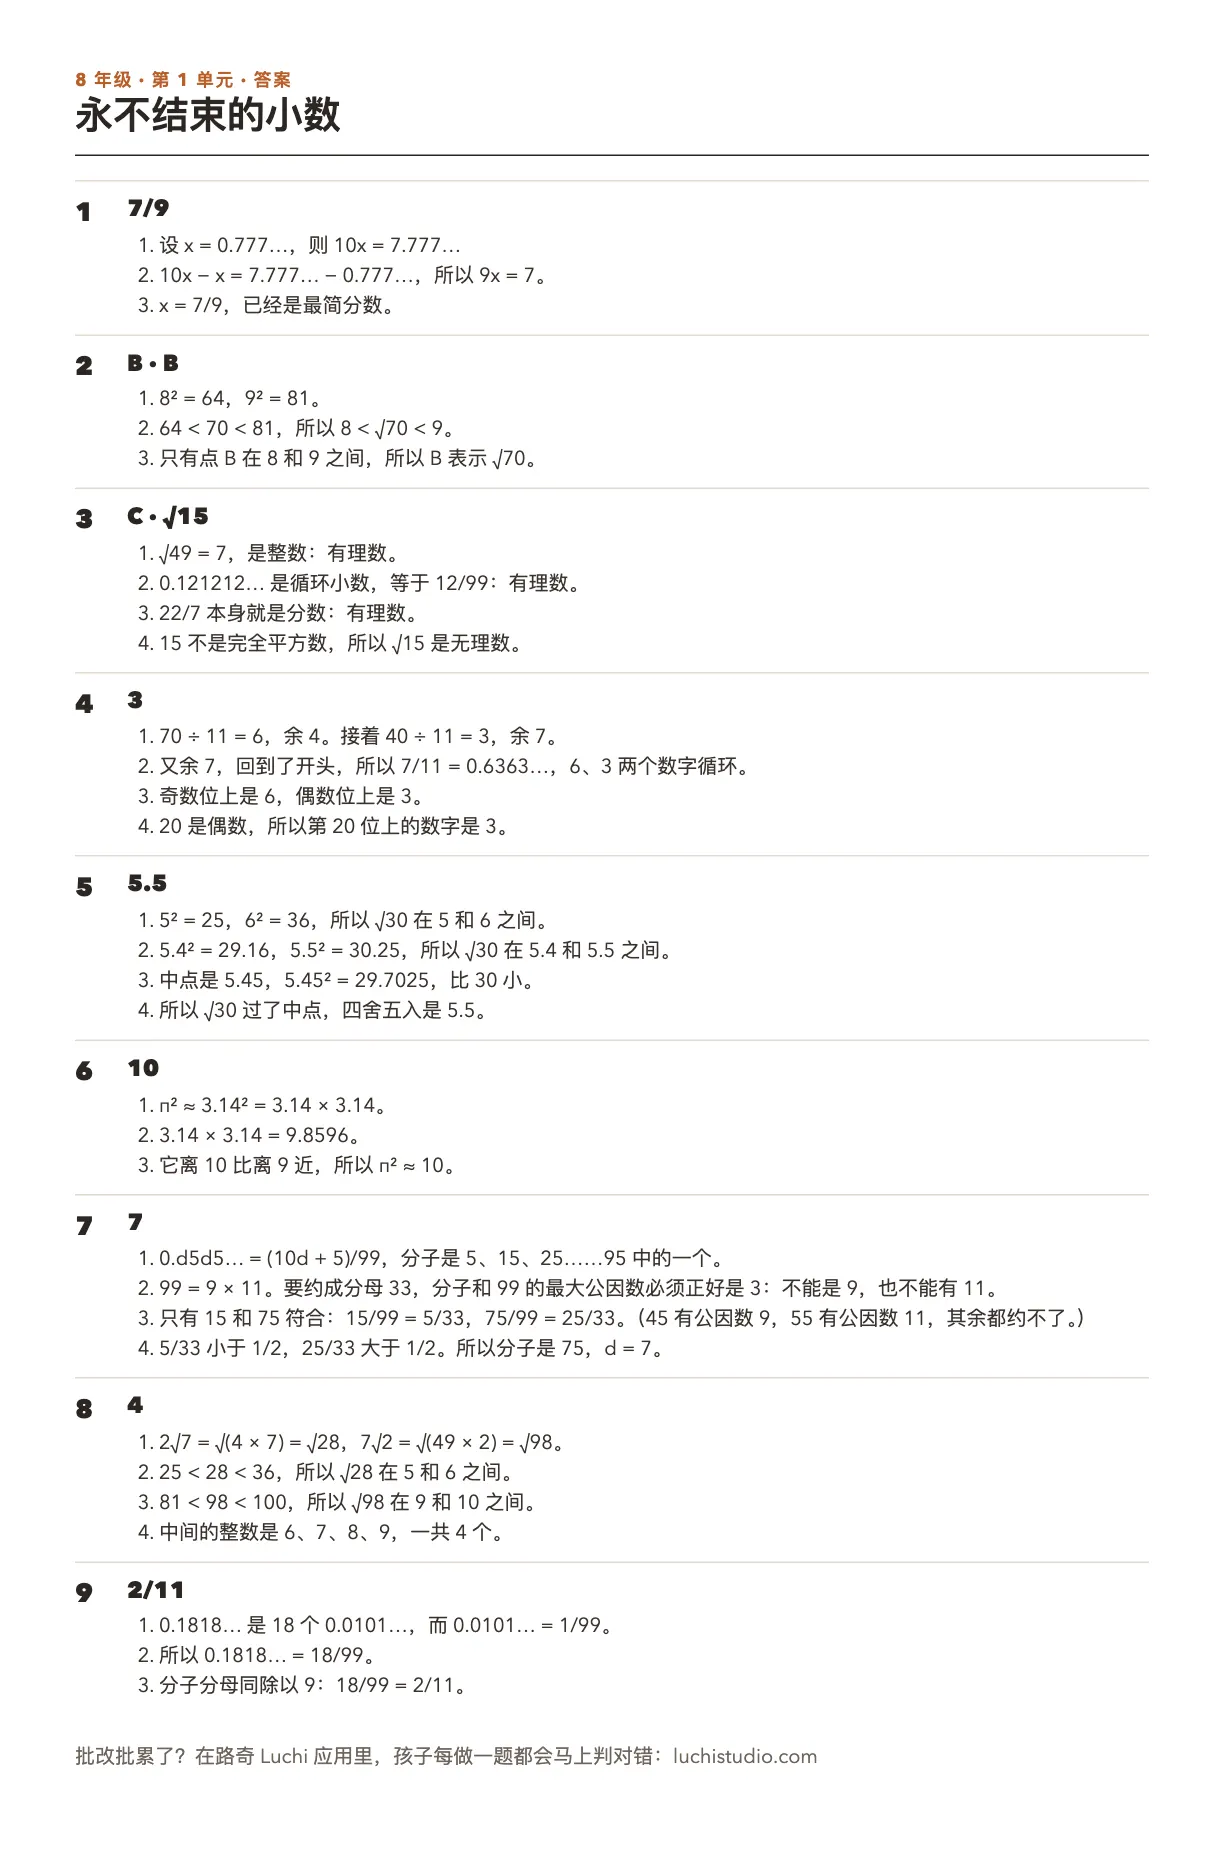 8 年级 · 第 1 单元 · 答案
永不结束的小数
1 7/9
1. 设 x = 0.777…，则 10x = 7.777…
2. 10x − x = 7.777… − 0.777…，所以 9x = 7。
3. x = 7/9，已经是最简分数。
2 B · B
1. 8² = 64，9² = 81。
2. 64 < 70 < 81，所以 8 < √70 < 9。
3. 只有点 B 在 8 和 9 之间，所以 B 表示 √70。
3 C · √15
1. √49 = 7，是整数：有理数。
2. 0.121212… 是循环小数，等于 12/99：有理数。
3. 22/7 本身就是分数：有理数。
4. 15 不是完全平方数，所以 √15 是无理数。
4 3
1. 70 ÷ 11 = 6，余 4。接着 40 ÷ 11 = 3，余 7。
2. 又余 7，回到了开头，所以 7/11 = 0.6363…，6、3 两个数字循环。
3. 奇数位上是 6，偶数位上是 3。
4. 20 是偶数，所以第 20 位上的数字是 3。
5 5.5
1. 5² = 25，6² = 36，所以 √30 在 5 和 6 之间。
2. 5.4² = 29.16，5.5² = 30.25，所以 √30 在 5.4 和 5.5 之间。
3. 中点是 5.45，5.45² = 29.7025，比 30 小。
4. 所以 √30 过了中点，四舍五入是 5.5。
6 10
1. π² ≈ 3.14² = 3.14 × 3.14。
2. 3.14 × 3.14 = 9.8596。
3. 它离 10 比离 9 近，所以 π² ≈ 10。
7 7
1. 0.d5d5… = (10d + 5)/99，分子是 5、15、25……95 中的一个。
2. 99 = 9 × 11。要约成分母 33，分子和 99 的最大公因数必须正好是 3：不能是 9，也不能有 11。
3. 只有 15 和 75 符合：15/99 = 5/33，75/99 = 25/33。（45 有公因数 9，55 有公因数 11，其余都约不了。）
4. 5/33 小于 1/2，25/33 大于 1/2。所以分子是 75，d = 7。
8 4
1. 2√7 = √(4 × 7) = √28，7√2 = √(49 × 2) = √98。
2. 25 < 28 < 36，所以 √28 在 5 和 6 之间。
3. 81 < 98 < 100，所以 √98 在 9 和 10 之间。
4. 中间的整数是 6、7、8、9，一共 4 个。
9 2/11
1. 0.1818… 是 18 个 0.0101…，而 0.0101… = 1/99。
2. 所以 0.1818… = 18/99。
3. 分子分母同除以 9：18/99 = 2/11。
批改批累了？在路奇 Luchi 应用里，孩子每做一题都会马上判对错：luchistudio.com